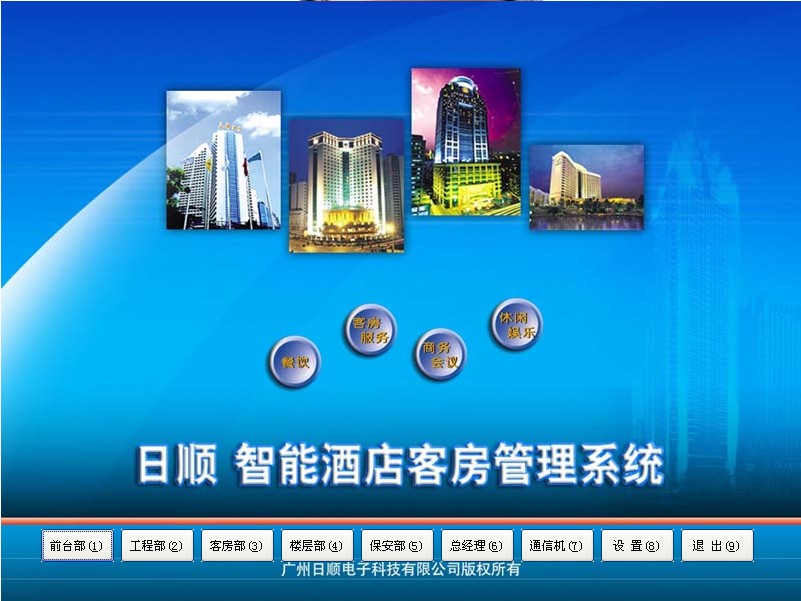 餐饮
客房
服务
商务
会议
休闲
娱乐
日顺 智能酒店客房管理系统
前台部(1) 工程部(2) 客房部(3) 楼层部(4) 保安部(5) 总经理(6) 通信机(7) 设 置(8) 退 出(9)
广州日顺电子科技有限公司版权所有